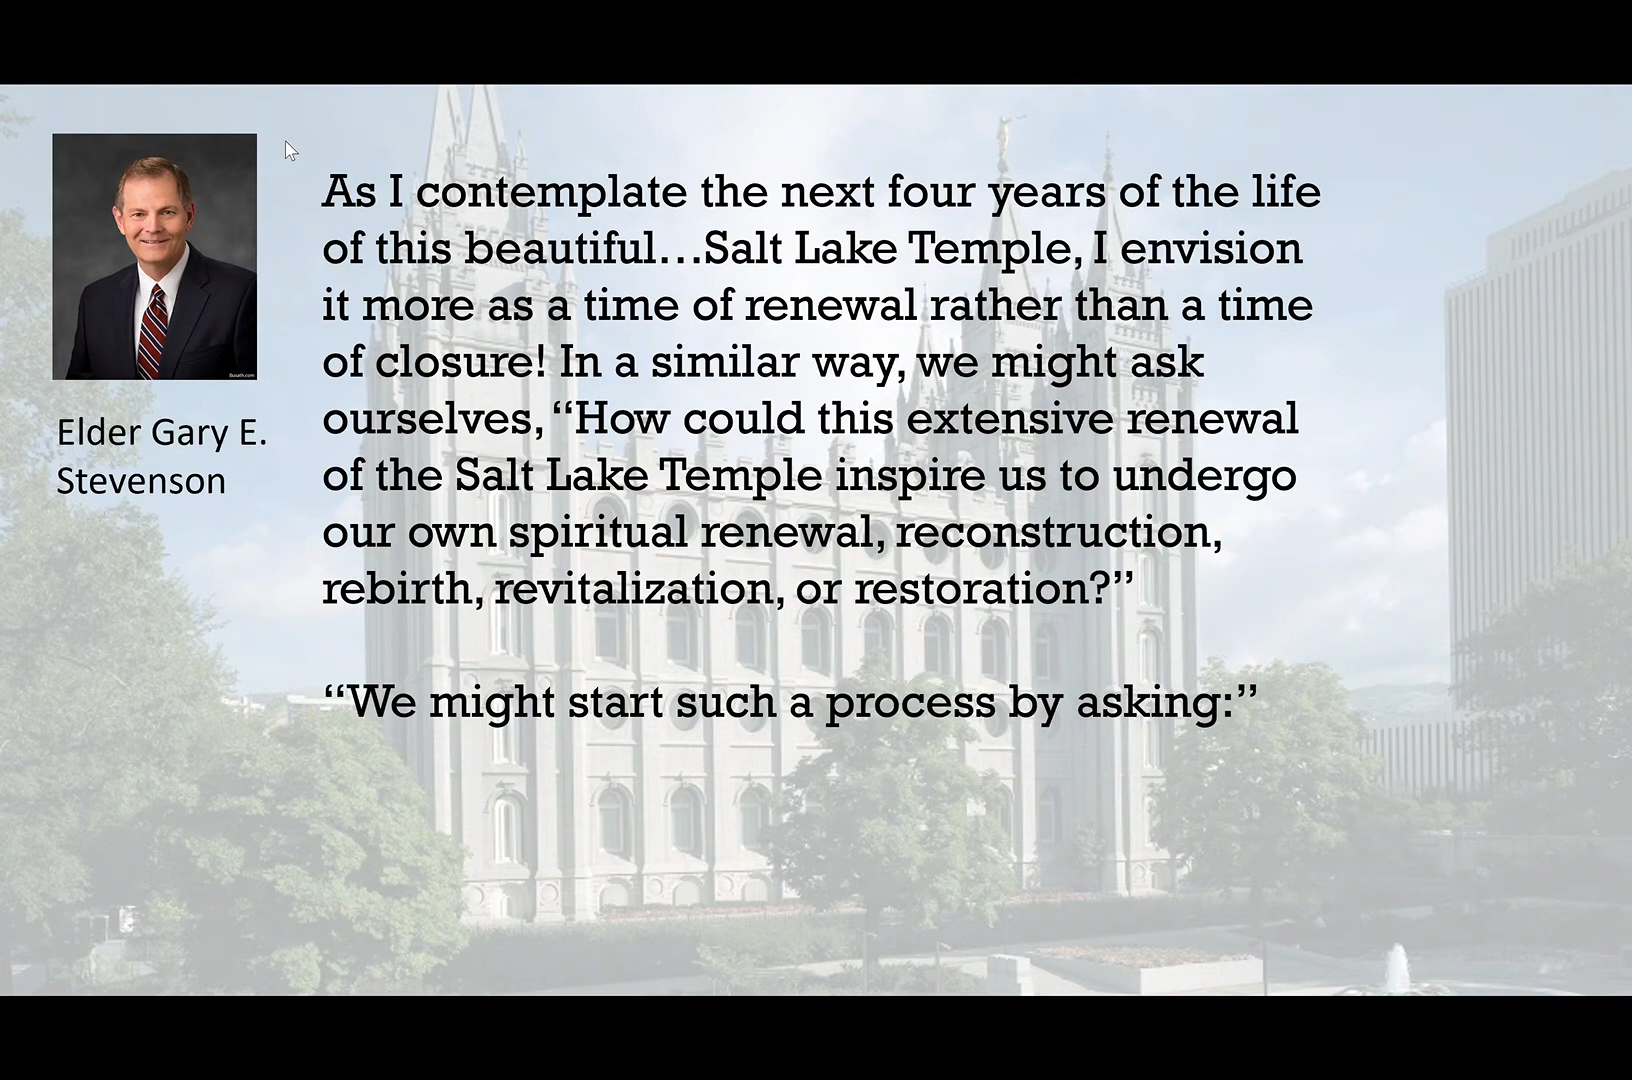 Elder Gary E.
Stevenson
As I contemplate the next four years of the life
of this beautiful…Salt Lake Temple, I envision
it more as a time of renewal rather than a time
of closure! In a similar way, we might ask
ourselves, “How could this extensive renewal
of the Salt Lake Temple inspire us to undergo
our own spiritual renewal, reconstruction,
rebirth, revitalization, or restoration?”
“We might start such a process by asking:”